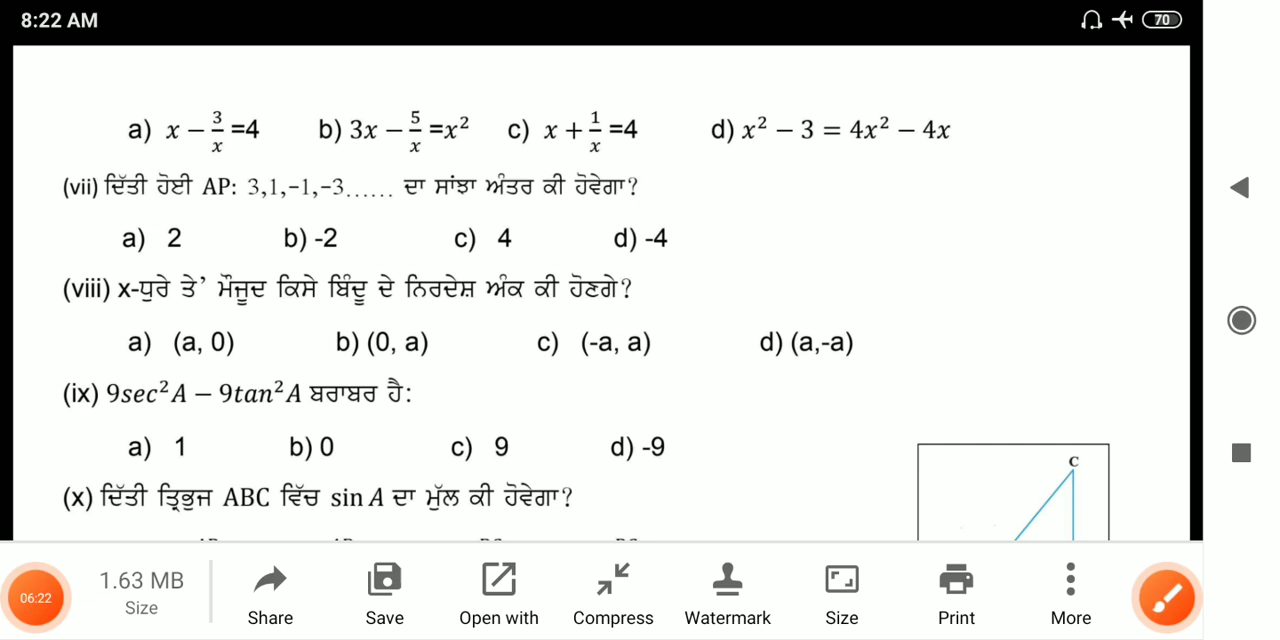 8:22 AM
70
a) x − 3/x =4 b) 3x − 5/x =x² c) x + 1/x =4 d) x² − 3 = 4x² − 4x
(vii) ਦਿੱਤੀ ਹੋਈ AP: 3,1,−1,−3...... ਦਾ ਸਾਂਝਾ ਅੰਤਰ ਕੀ ਹੋਵੇਗਾ?
a) 2 b) -2 c) 4 d) -4
(viii) x-ਧੁਰੇ ਤੇ’ ਮੌਜੂਦ ਕਿਸੇ ਬਿੰਦੂ ਦੇ ਨਿਰਦੇਸ਼ ਅੰਕ ਕੀ ਹੋਣਗੇ?
a) (a, 0) b) (0, a) c) (-a, a) d) (a,-a)
(ix) 9sec²A − 9tan²A ਬਰਾਬਰ ਹੈ:
a) 1 b) 0 c) 9 d) -9
C
(x) ਦਿੱਤੀ ਤ੍ਰਿਭੁਜ ABC ਵਿੱਚ sin A ਦਾ ਮੁੱਲ ਕੀ ਹੋਵੇਗਾ?
06:22
1.63 MB
Size
Share Save Open with Compress Watermark Size Print More